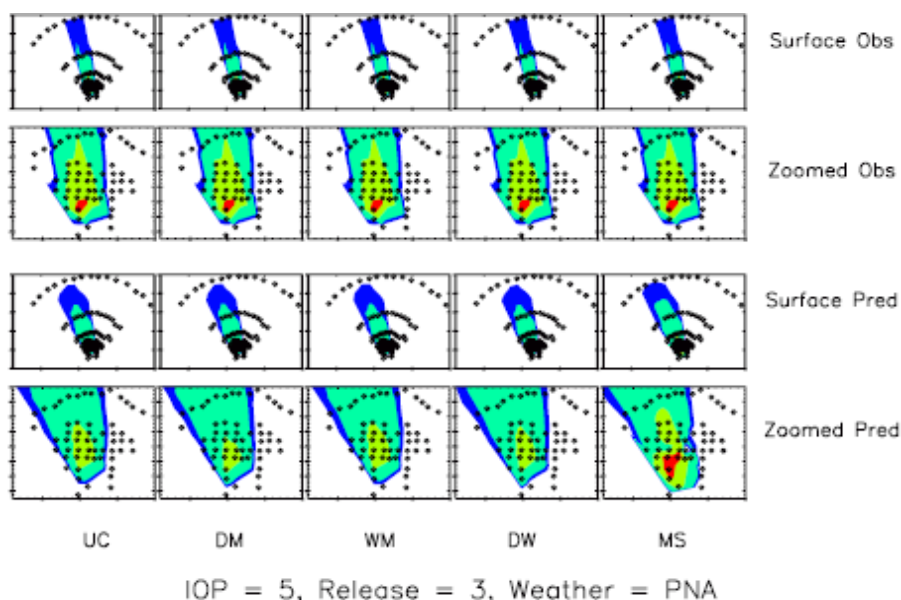 Surface Obs
Zoomed Obs
Surface Pred
Zoomed Pred
UC DM WM DW MS
IOP = 5, Release = 3, Weather = PNA